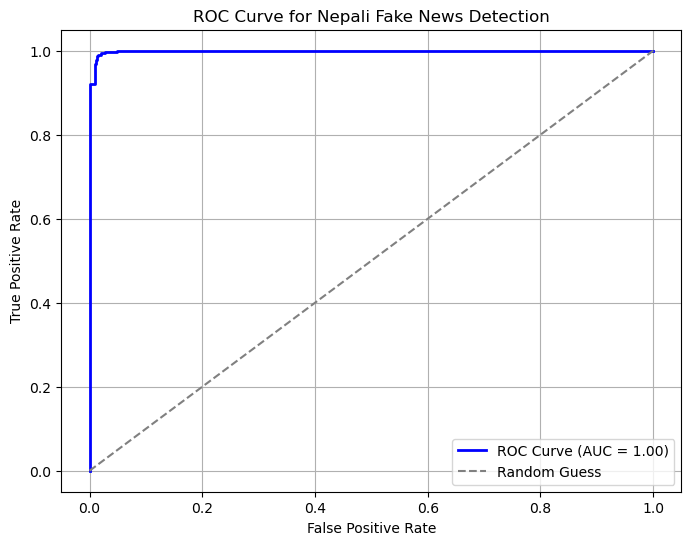 ROC Curve for Nepali Fake News Detection
True Positive Rate
1.0
0.8
0.6
0.4
0.2
0.0
0.0 0.2 0.4 0.6 0.8 1.0
False Positive Rate
ROC Curve (AUC = 1.00)
Random Guess